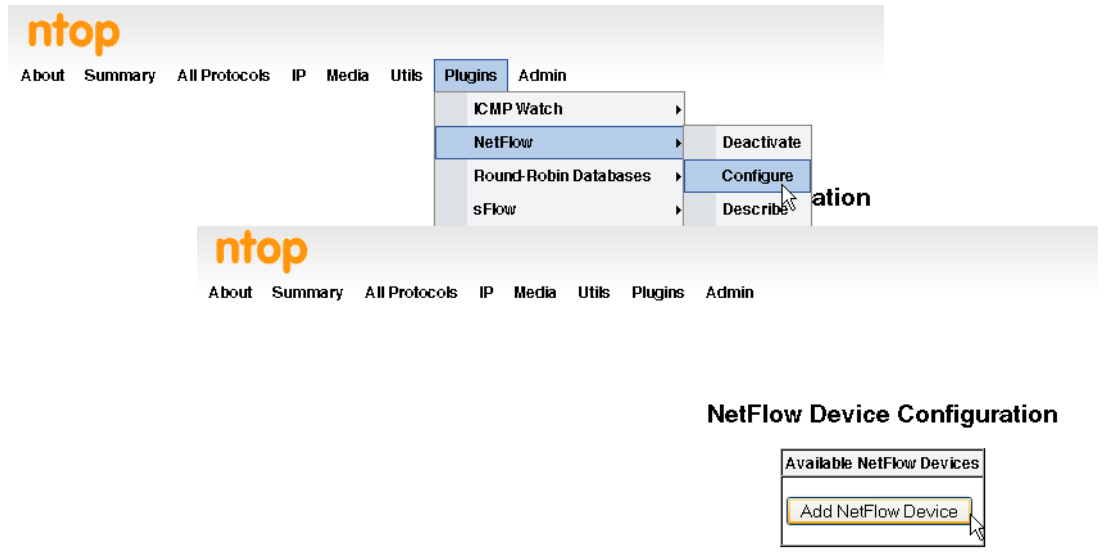 ntop
About Summary All Protocols IP Media Utils Plugins Admin
ICMP Watch
NetFlow
Deactivate
Configure
Round-Robin Databases
ation
sFlow
Describe
ntop
About Summary All Protocols IP Media Utils Plugins Admin
NetFlow Device Configuration
Available NetFlow Devices
Add NetFlow Device